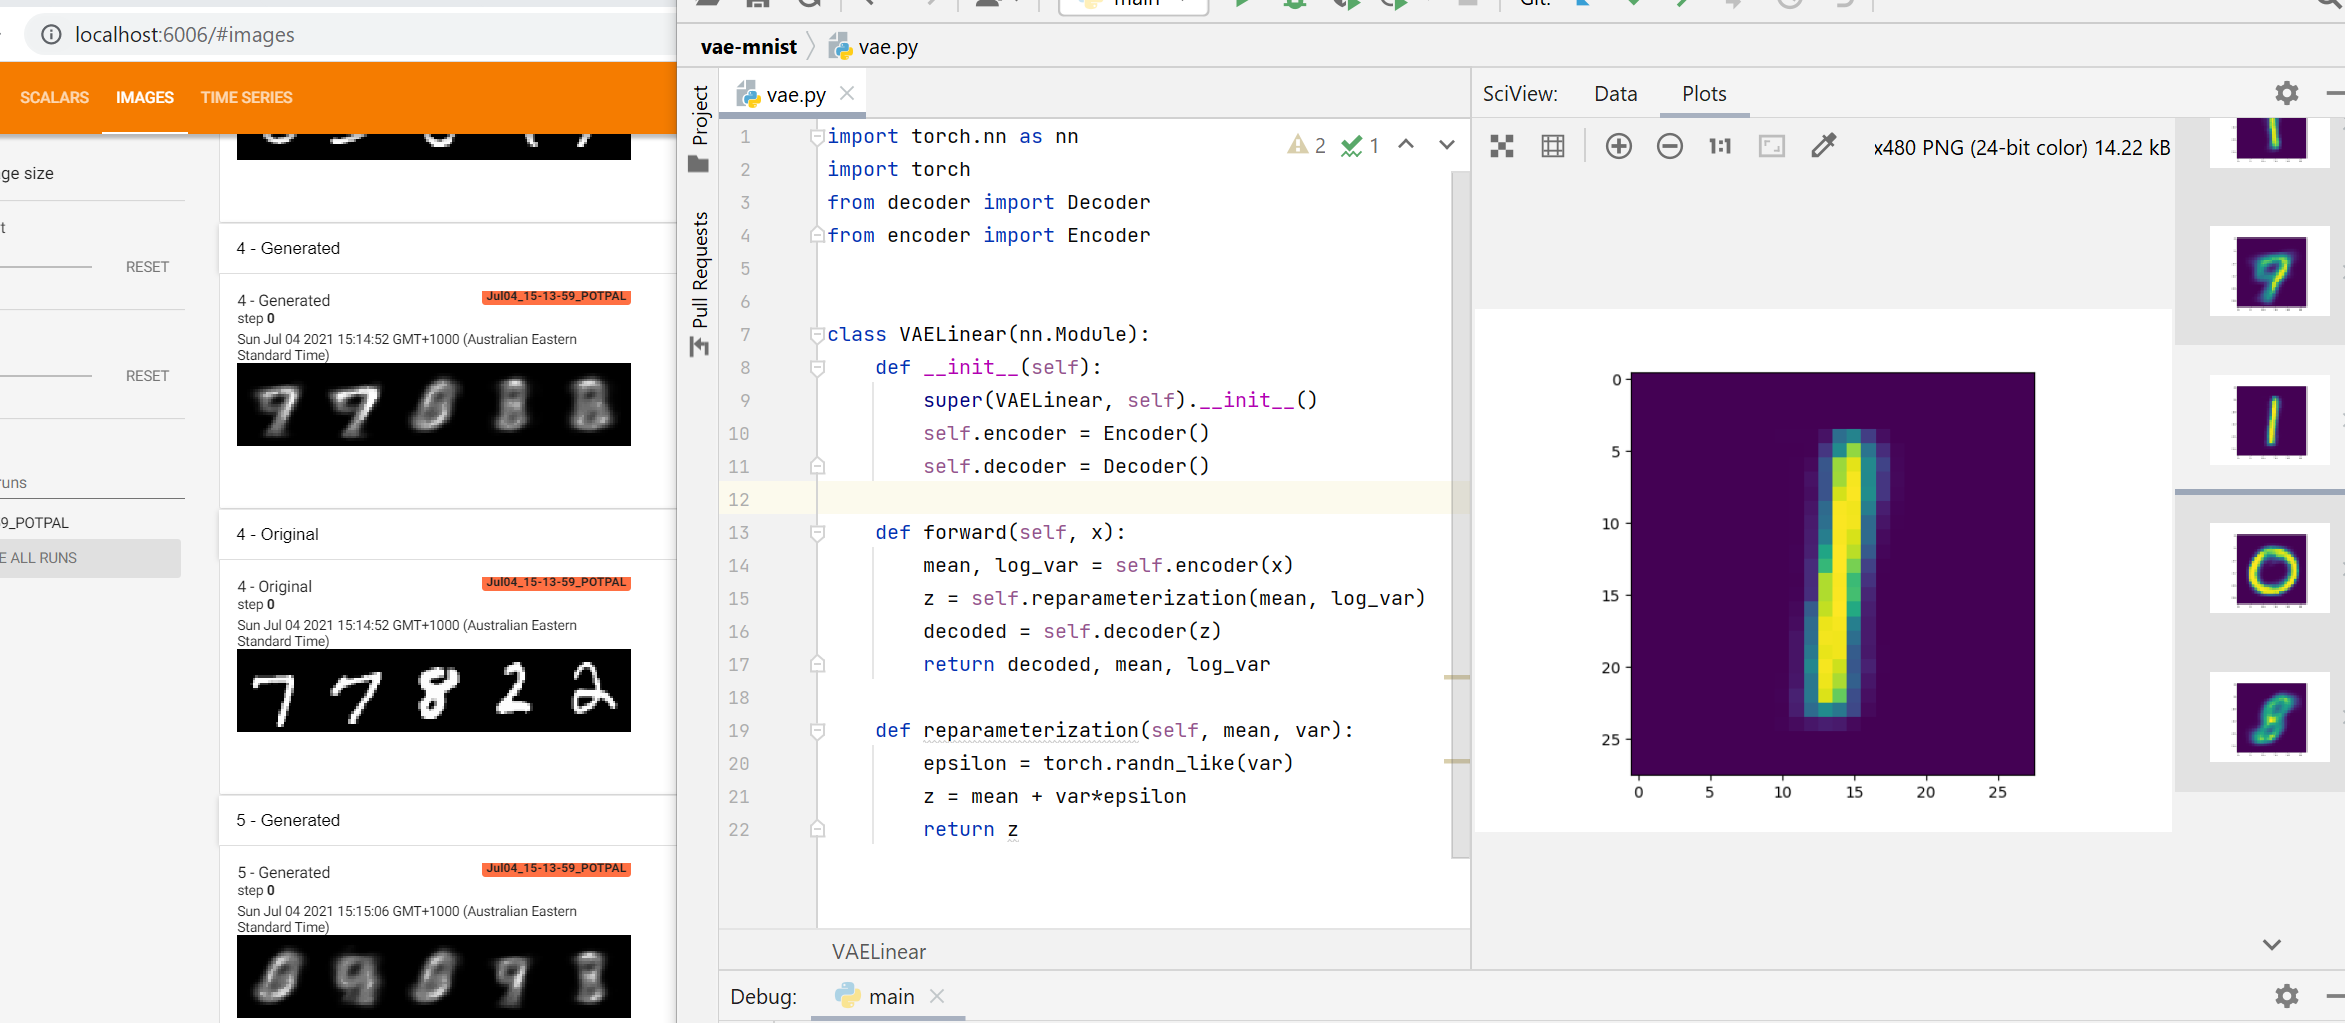 localhost:6006/#images
SCALARS
IMAGES
TIME SERIES
ge size
t
RESET
RESET
runs
9_POTPAL
E ALL RUNS
4 - Generated
4 - Generated
Jul04_15-13-59_POTPAL
step 0
Sun Jul 04 2021 15:14:52 GMT+1000 (Australian Eastern
Standard Time)
4 - Original
4 - Original
Jul04_15-13-59_POTPAL
step 0
Sun Jul 04 2021 15:14:52 GMT+1000 (Australian Eastern
Standard Time)
7 7 8 2 2
5 - Generated
5 - Generated
Jul04_15-13-59_POTPAL
step 0
Sun Jul 04 2021 15:15:06 GMT+1000 (Australian Eastern
Standard Time)
main
Git:
vae-mnist
vae.py
Project
Pull Requests
vae.py
2
1
1 import torch.nn as nn
2 import torch
3 from decoder import Decoder
4 from encoder import Encoder
5
6
7 class VAELinear(nn.Module):
8 def __init__(self):
9 super(VAELinear, self).__init__()
10 self.encoder = Encoder()
11 self.decoder = Decoder()
12
13 def forward(self, x):
14 mean, log_var = self.encoder(x)
15 z = self.reparameterization(mean, log_var)
16 decoded = self.decoder(z)
17 return decoded, mean, log_var
18
19 def reparameterization(self, mean, var):
20 epsilon = torch.randn_like(var)
21 z = mean + var*epsilon
22 return z
VAELinear
Debug:
main
SciView:
Data
Plots
1:1
x480 PNG (24-bit color) 14.22 kB
0
5
10
15
20
25
0 5 10 15 20 25